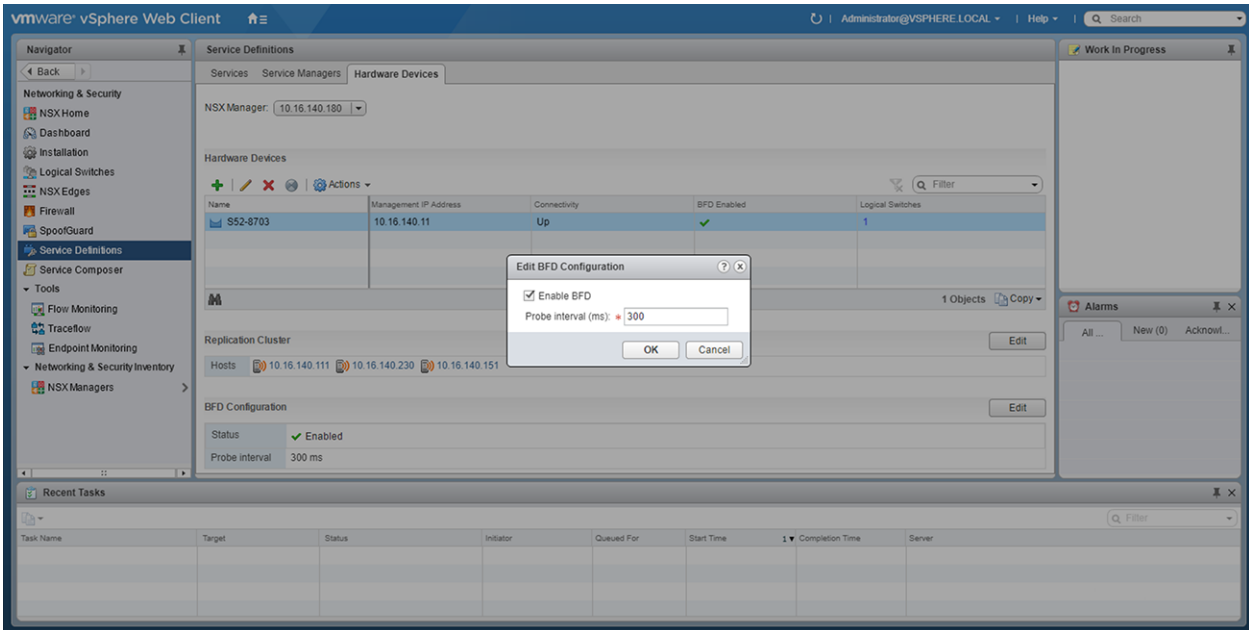 vmware® vSphere Web Client
Administrator@VSPHERE.LOCAL | Help | Search
Navigator
Back
Networking & Security
NSX Home
Dashboard
Installation
Logical Switches
NSX Edges
Firewall
SpoofGuard
Service Definitions
Service Composer
Tools
Flow Monitoring
Traceflow
Endpoint Monitoring
Networking & Security Inventory
NSX Managers
Service Definitions
Services Service Managers Hardware Devices
NSX Manager: 10.16.140.180
Hardware Devices
Actions Filter
Name Management IP Address Connectivity BFD Enabled Logical Switches
S52-8703 10.16.140.11 Up 1
1 Objects Copy
Edit BFD Configuration
Enable BFD
Probe interval (ms): * 300
OK Cancel
Replication Cluster Edit
Hosts 10.16.140.111 10.16.140.230 10.16.140.151
BFD Configuration Edit
Status Enabled
Probe interval 300 ms
Work In Progress
Alarms
All ... New (0) Acknowl...
Recent Tasks
Filter
Task Name Target Status Initiator Queued For Start Time 1 Completion Time Server